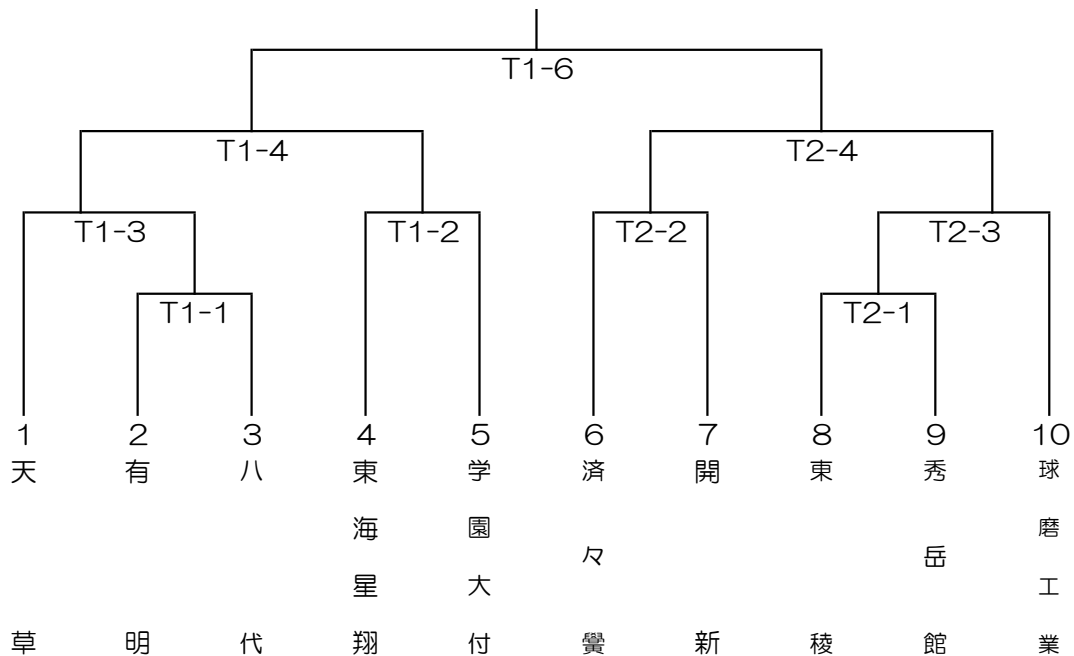 T1-6
T1-4
T2-4
T1-3
T1-2
T2-2
T2-3
T1-1
T2-1
1
2
3
4
5
6
7
8
9
10
天草
有明
八代
東海星翔
学園大付
済々黌
開新
東稜
秀岳館
球磨工業